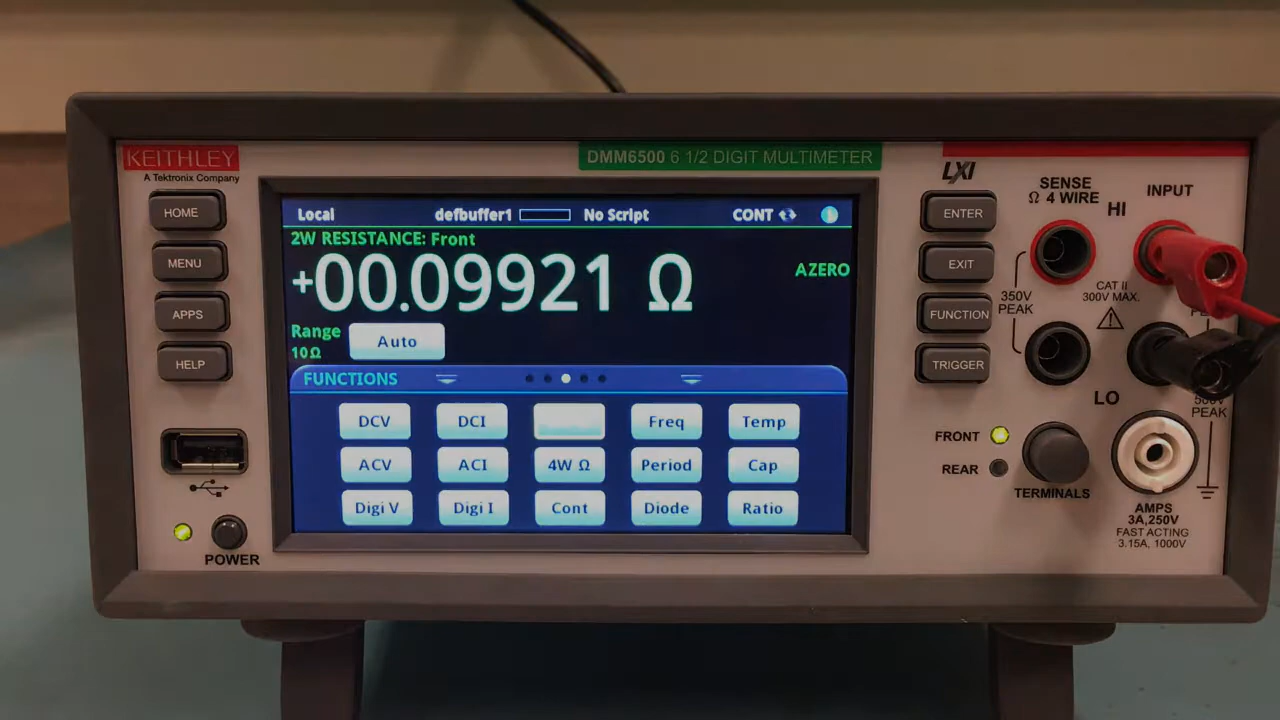 KEITHLEY
A Tektronix Company
DMM6500 6 1/2 DIGIT MULTIMETER
LXI
HOME
MENU
APPS
HELP
POWER
Local defbuffer1 No Script CONT
2W RESISTANCE: Front
+00.09921 Ω
AZERO
Range
10Ω
Auto
FUNCTIONS
DCV DCI Freq Temp
ACV ACI 4W Ω Period Cap
Digi V Digi I Cont Diode Ratio
ENTER
EXIT
FUNCTION
TRIGGER
SENSE
Ω 4 WIRE
INPUT
HI
350V
PEAK
CAT II
300V MAX.
LO
PEAK
FRONT
REAR
TERMINALS
AMPS
3A,250V
FAST ACTING
3.15A, 1000V